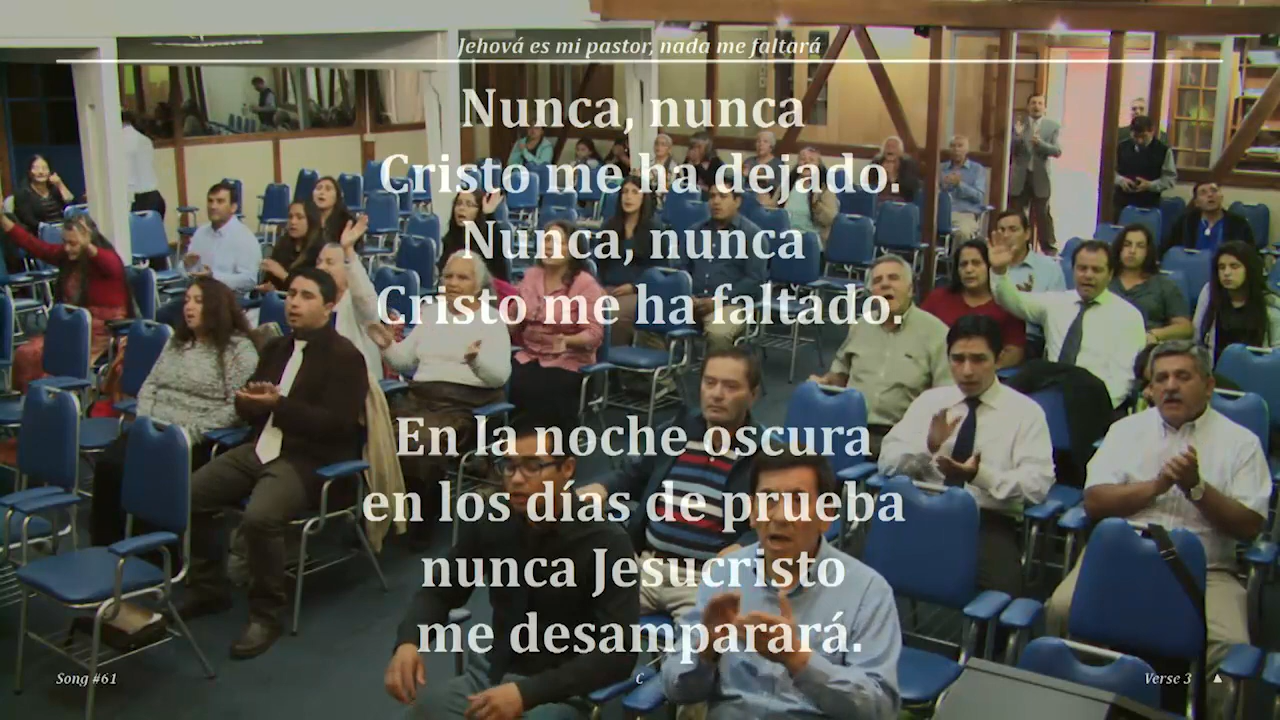 Jehová es mi pastor, nada me faltará
Nunca, nunca
Cristo me ha dejado.
Nunca, nunca
Cristo me ha faltado.
En la noche oscura
en los días de prueba
nunca Jesucristo
me desamparará.
Song #61
C
Verse 3 ▲